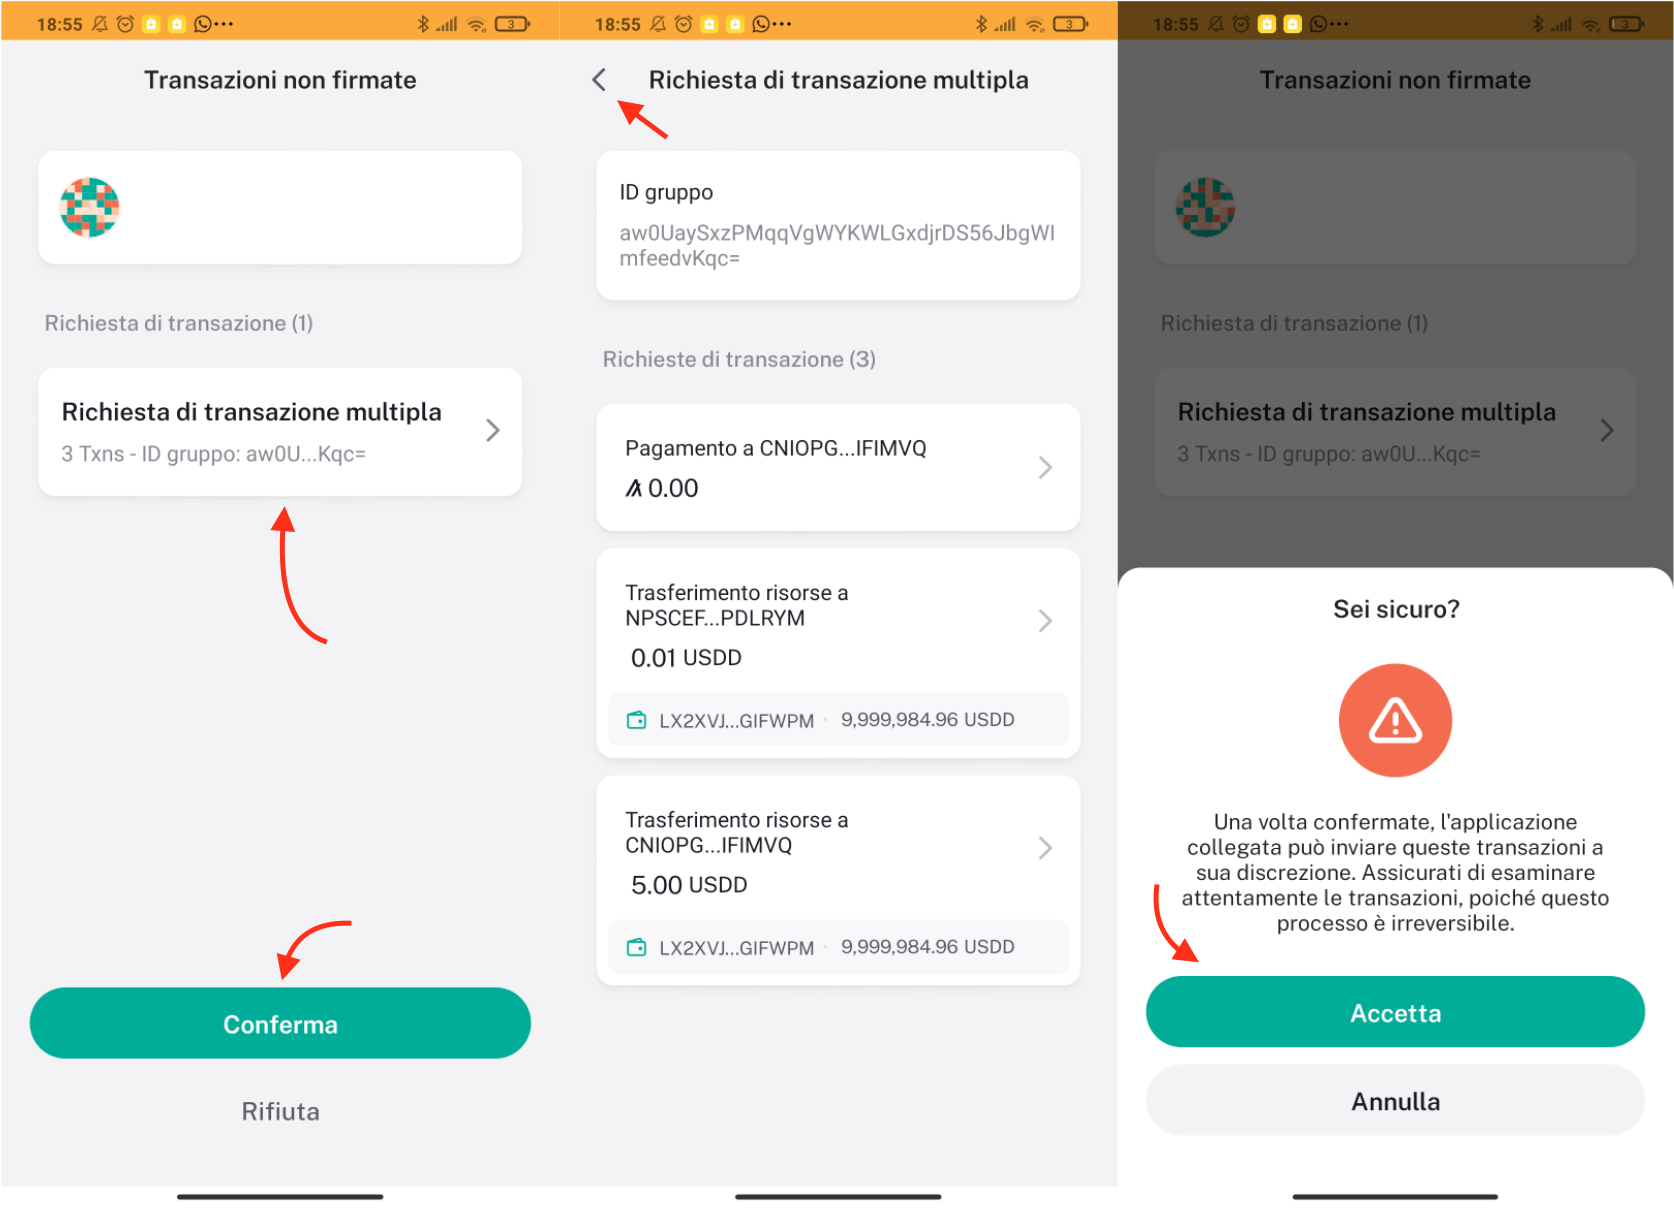 18:55
3
Transazioni non firmate
Richiesta di transazione (1)
Richiesta di transazione multipla
3 Txns - ID gruppo: aw0U...Kqc=
Conferma
Rifiuta
18:55
3
Richiesta di transazione multipla
ID gruppo
aw0UaySxzPMqqVgWYKWLGxdjrDS56JbgWI
mfeedvKqc=
Richieste di transazione (3)
Pagamento a CNIOPG...IFIMVQ
0.00
Trasferimento risorse a
NPSCEF...PDLRYM
0.01 USDD
LX2XVJ...GIFWPM · 9,999,984.96 USDD
Trasferimento risorse a
CNIOPG...IFIMVQ
5.00 USDD
LX2XVJ...GIFWPM · 9,999,984.96 USDD
18:55
3
Transazioni non firmate
Richiesta di transazione (1)
Richiesta di transazione multipla
3 Txns - ID gruppo: aw0U...Kqc=
Sei sicuro?
Una volta confermate, l'applicazione
collegata può inviare queste transazioni a
sua discrezione. Assicurati di esaminare
attentamente le transazioni, poiché questo
processo è irreversibile.
Accetta
Annulla